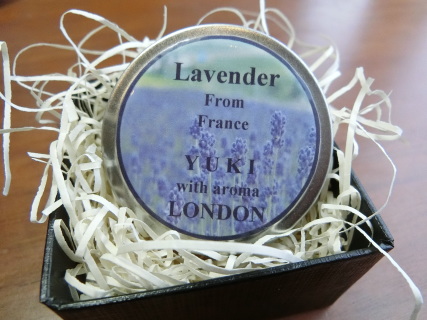 Lavender
From
France
YUKI
with aroma
LONDON